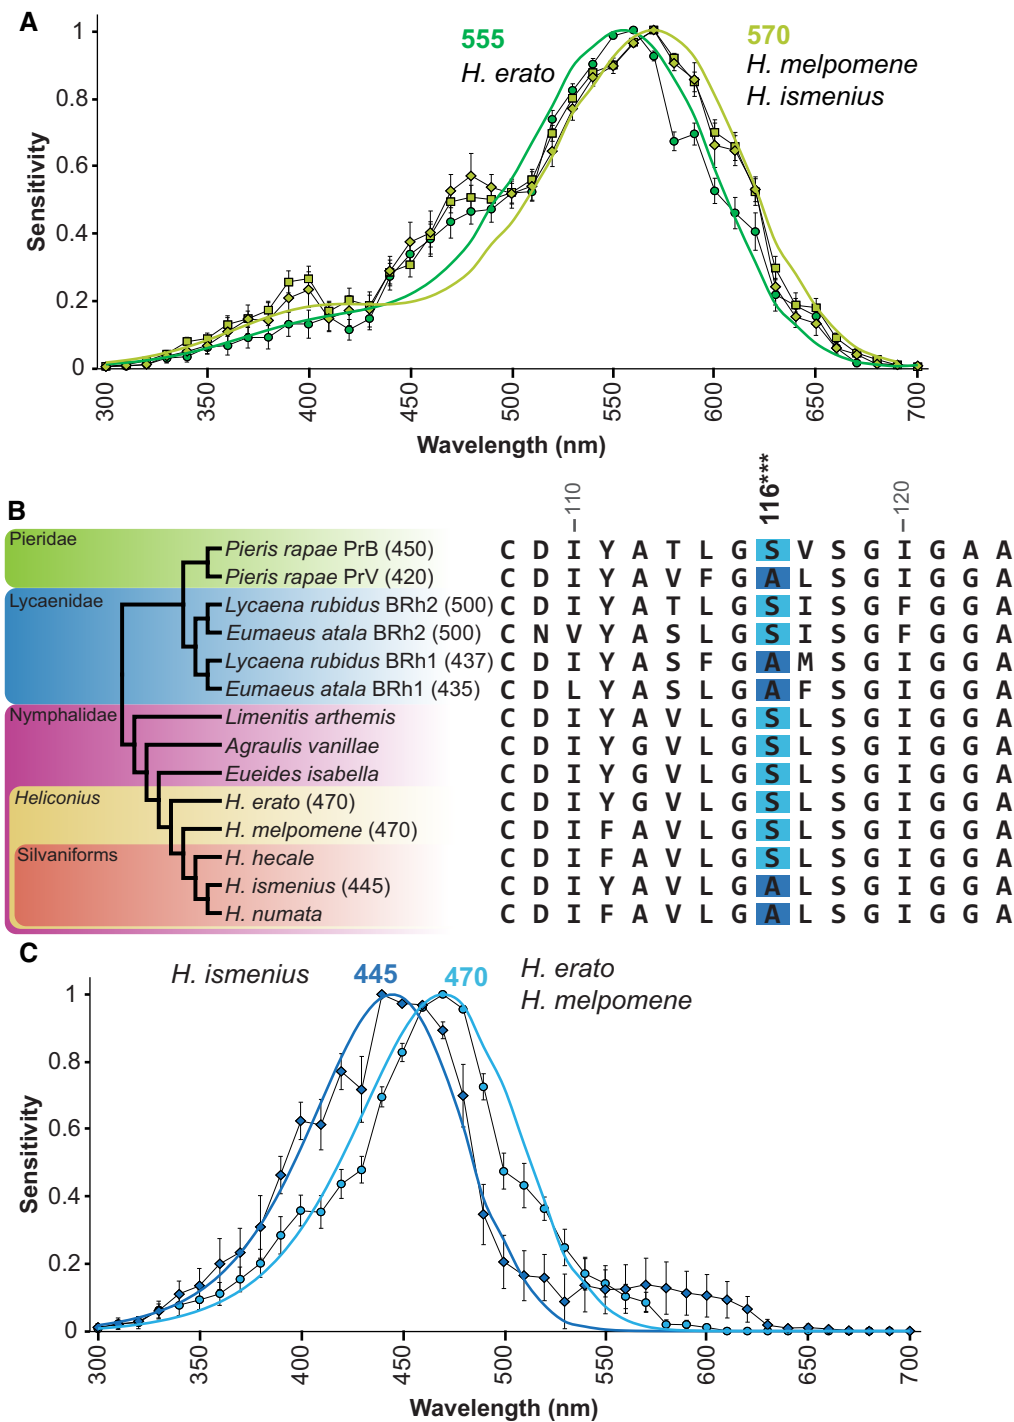 A
1
0.8
0.6
0.4
0.2
0
Sensitivity
555
H. erato
570
H. melpomene
H. ismenius
300
350
400
450
500
550
600
650
700
Wavelength (nm)
B
–110
116***
–120
Pieridae
Pieris rapae PrB (450) C D I Y A T L G S V S G I G A A
Pieris rapae PrV (420) C D I Y A V F G A L S G I G G A
Lycaenidae
Lycaena rubidus BRh2 (500) C D I Y A T L G S I S G F G G A
Eumaeus atala BRh2 (500) C N V Y A S L G S I S G F G G A
Lycaena rubidus BRh1 (437) C D I Y A S F G A M S G I G G A
Eumaeus atala BRh1 (435) C D L Y A S L G A F S G I G G A
Nymphalidae
Limenitis arthemis C D I Y A V L G S L S G I G G A
Agraulis vanillae C D I Y G V L G S L S G I G G A
Eueides isabella C D I Y G V L G S L S G I G G A
Heliconius
H. erato (470) C D I Y G V L G S L S G I G G A
H. melpomene (470) C D I F A V L G S L S G I G G A
Silvaniforms
H. hecale C D I F A V L G S L S G I G G A
H. ismenius (445) C D I Y A V L G A L S G I G G A
H. numata C D I F A V L G A L S G I G G A
C
H. ismenius
445
470
H. erato
H. melpomene
1
0.8
0.6
0.4
0.2
0
Sensitivity
300
350
400
450
500
550
600
650
700
Wavelength (nm)